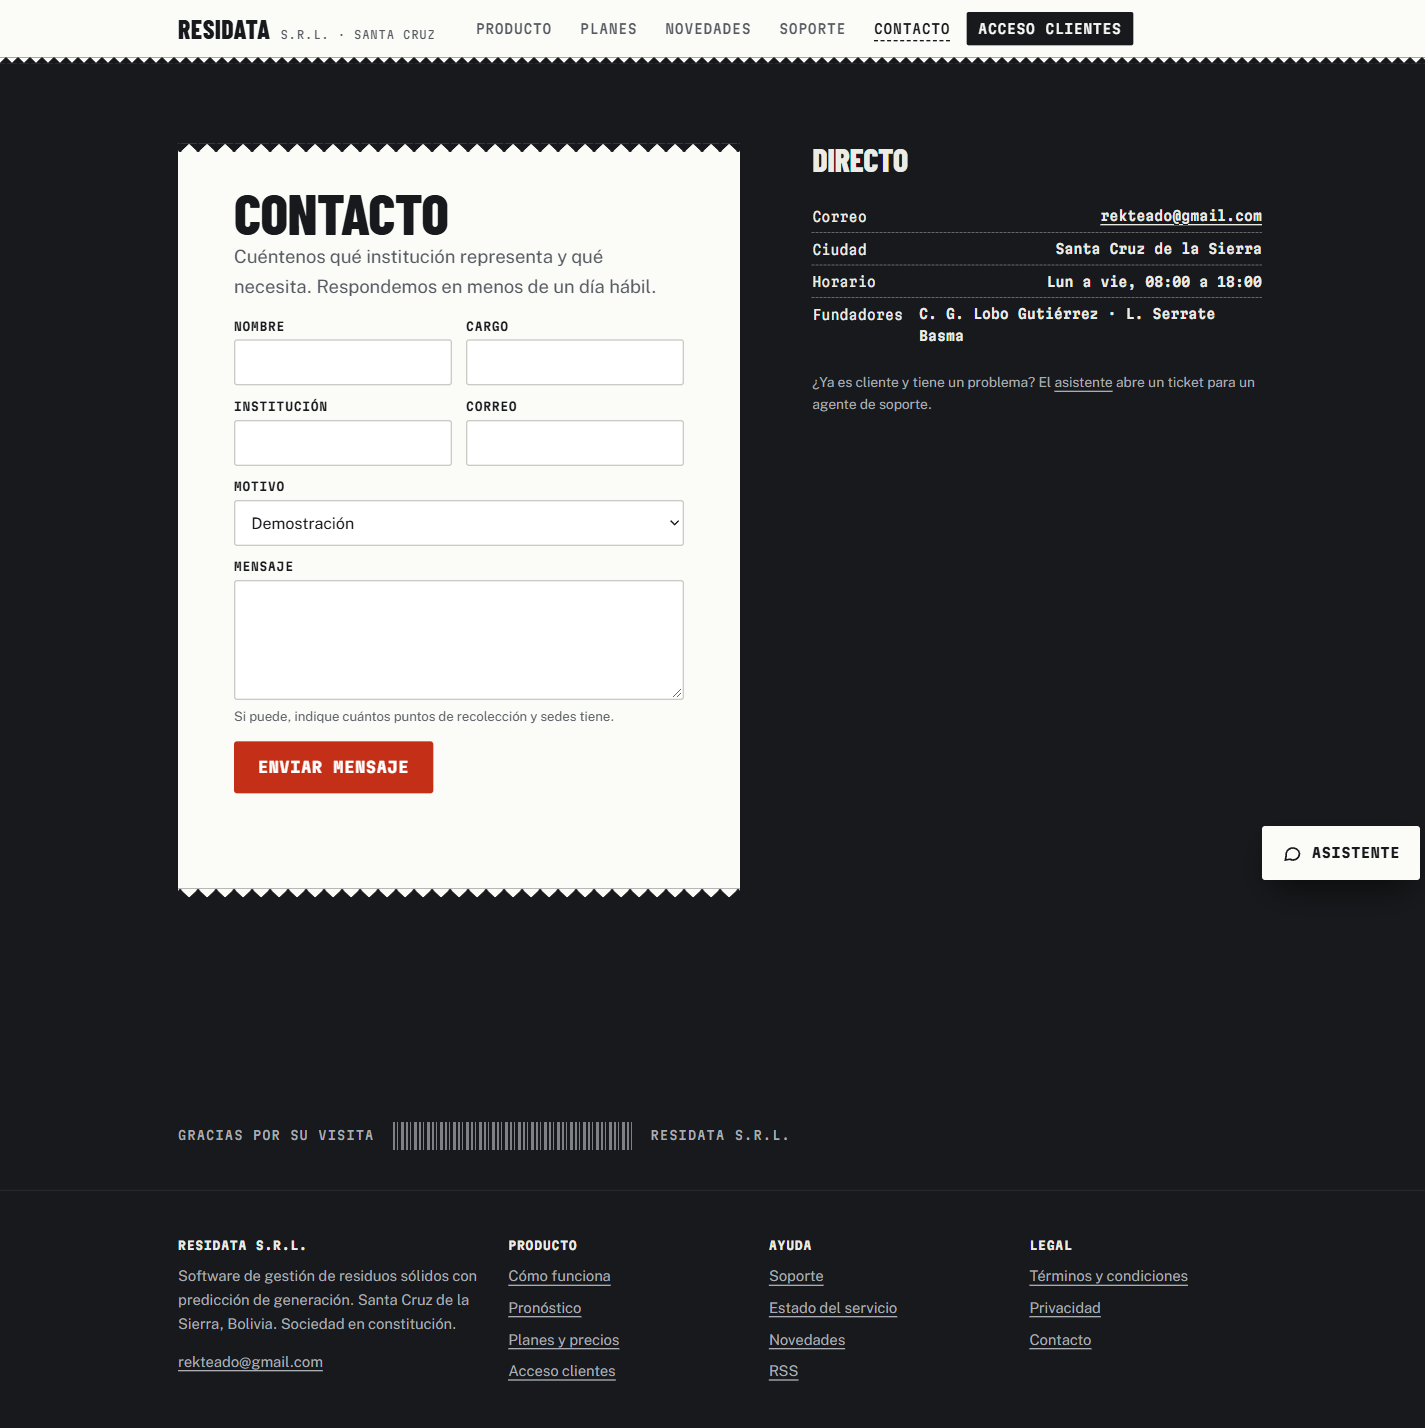 RESIDATA S.R.L. · SANTA CRUZ
PRODUCTO PLANES NOVEDADES SOPORTE CONTACTO ACCESO CLIENTES
CONTACTO
Cuéntenos qué institución representa y qué
necesita. Respondemos en menos de un día hábil.
NOMBRE CARGO
INSTITUCIÓN CORREO
MOTIVO
Demostración
MENSAJE
Si puede, indique cuántos puntos de recolección y sedes tiene.
ENVIAR MENSAJE
DIRECTO
Correo rekteado@gmail.com
Ciudad Santa Cruz de la Sierra
Horario Lun a vie, 08:00 a 18:00
Fundadores C. G. Lobo Gutiérrez · L. Serrate
Basma
¿Ya es cliente y tiene un problema? El asistente abre un ticket para un
agente de soporte.
ASISTENTE
GRACIAS POR SU VISITA RESIDATA S.R.L.
RESIDATA S.R.L.
Software de gestión de residuos sólidos con
predicción de generación. Santa Cruz de la
Sierra, Bolivia. Sociedad en constitución.
rekteado@gmail.com
PRODUCTO
Cómo funciona
Pronóstico
Planes y precios
Acceso clientes
AYUDA
Soporte
Estado del servicio
Novedades
RSS
LEGAL
Términos y condiciones
Privacidad
Contacto